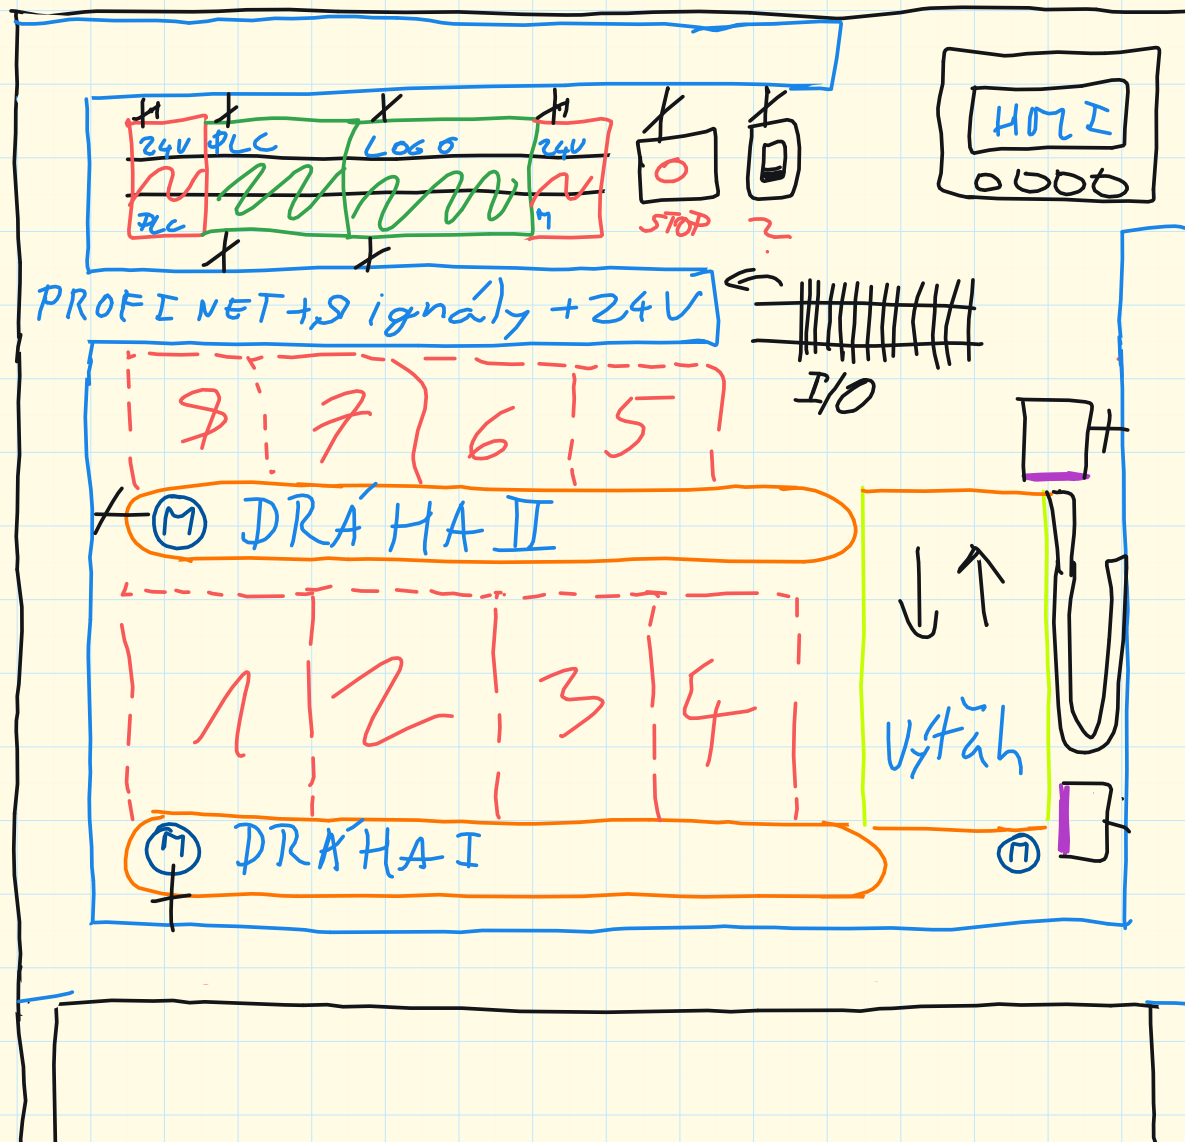 HMI
24V PLC LOGO 24V
PLC M
STOP ?
PROFINET + Signály + 24V
I/O
8 7 6 5
M DRÁHA II
1 2 3 4
Výťah
M DRÁHA I
M